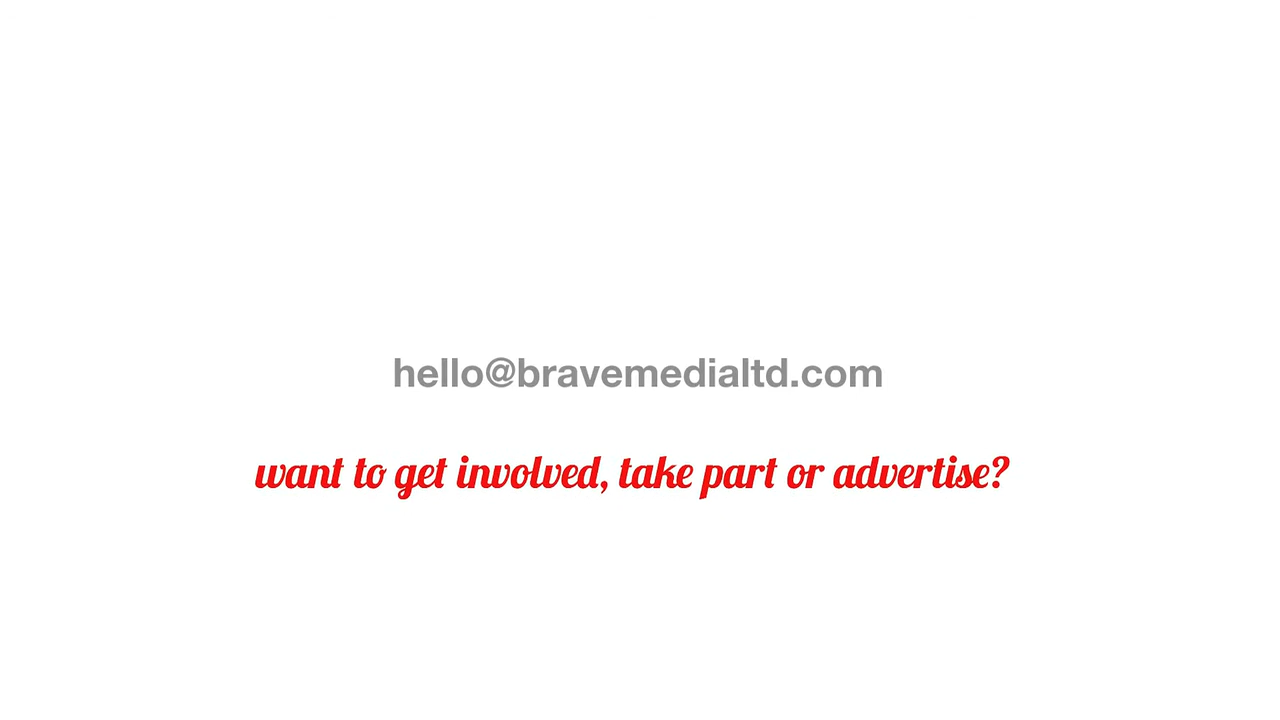 hello@bravemedialtd.com
want to get involved, take part or advertise?